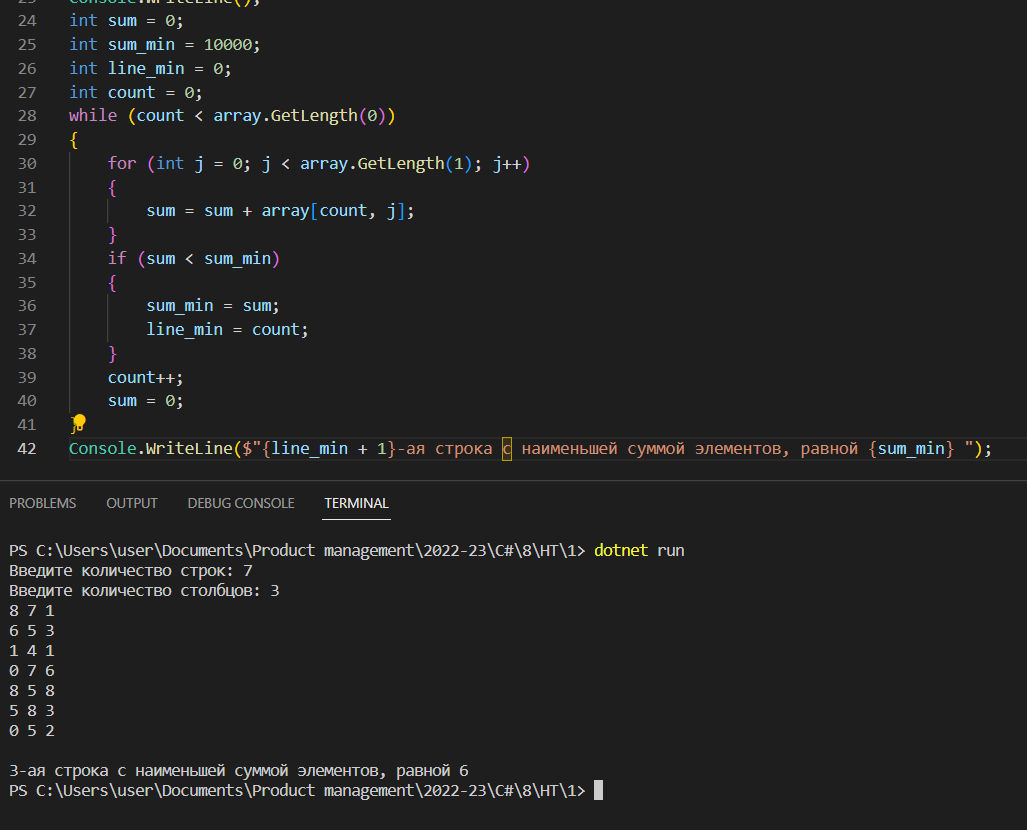 23 Console.WriteLine();
24 int sum = 0;
25 int sum_min = 10000;
26 int line_min = 0;
27 int count = 0;
28 while (count < array.GetLength(0))
29 {
30 for (int j = 0; j < array.GetLength(1); j++)
31 {
32 sum = sum + array[count, j];
33 }
34 if (sum < sum_min)
35 {
36 sum_min = sum;
37 line_min = count;
38 }
39 count++;
40 sum = 0;
41 }
42 Console.WriteLine($"{line_min + 1}-ая строка с наименьшей суммой элементов, равной {sum_min} ");
PROBLEMS OUTPUT DEBUG CONSOLE TERMINAL
PS C:\Users\user\Documents\Product management\2022-23\C#\8\HT\1> dotnet run
Введите количество строк: 7
Введите количество столбцов: 3
8 7 1
6 5 3
1 4 1
0 7 6
8 5 8
5 8 3
0 5 2
3-ая строка с наименьшей суммой элементов, равной 6
PS C:\Users\user\Documents\Product management\2022-23\C#\8\HT\1>